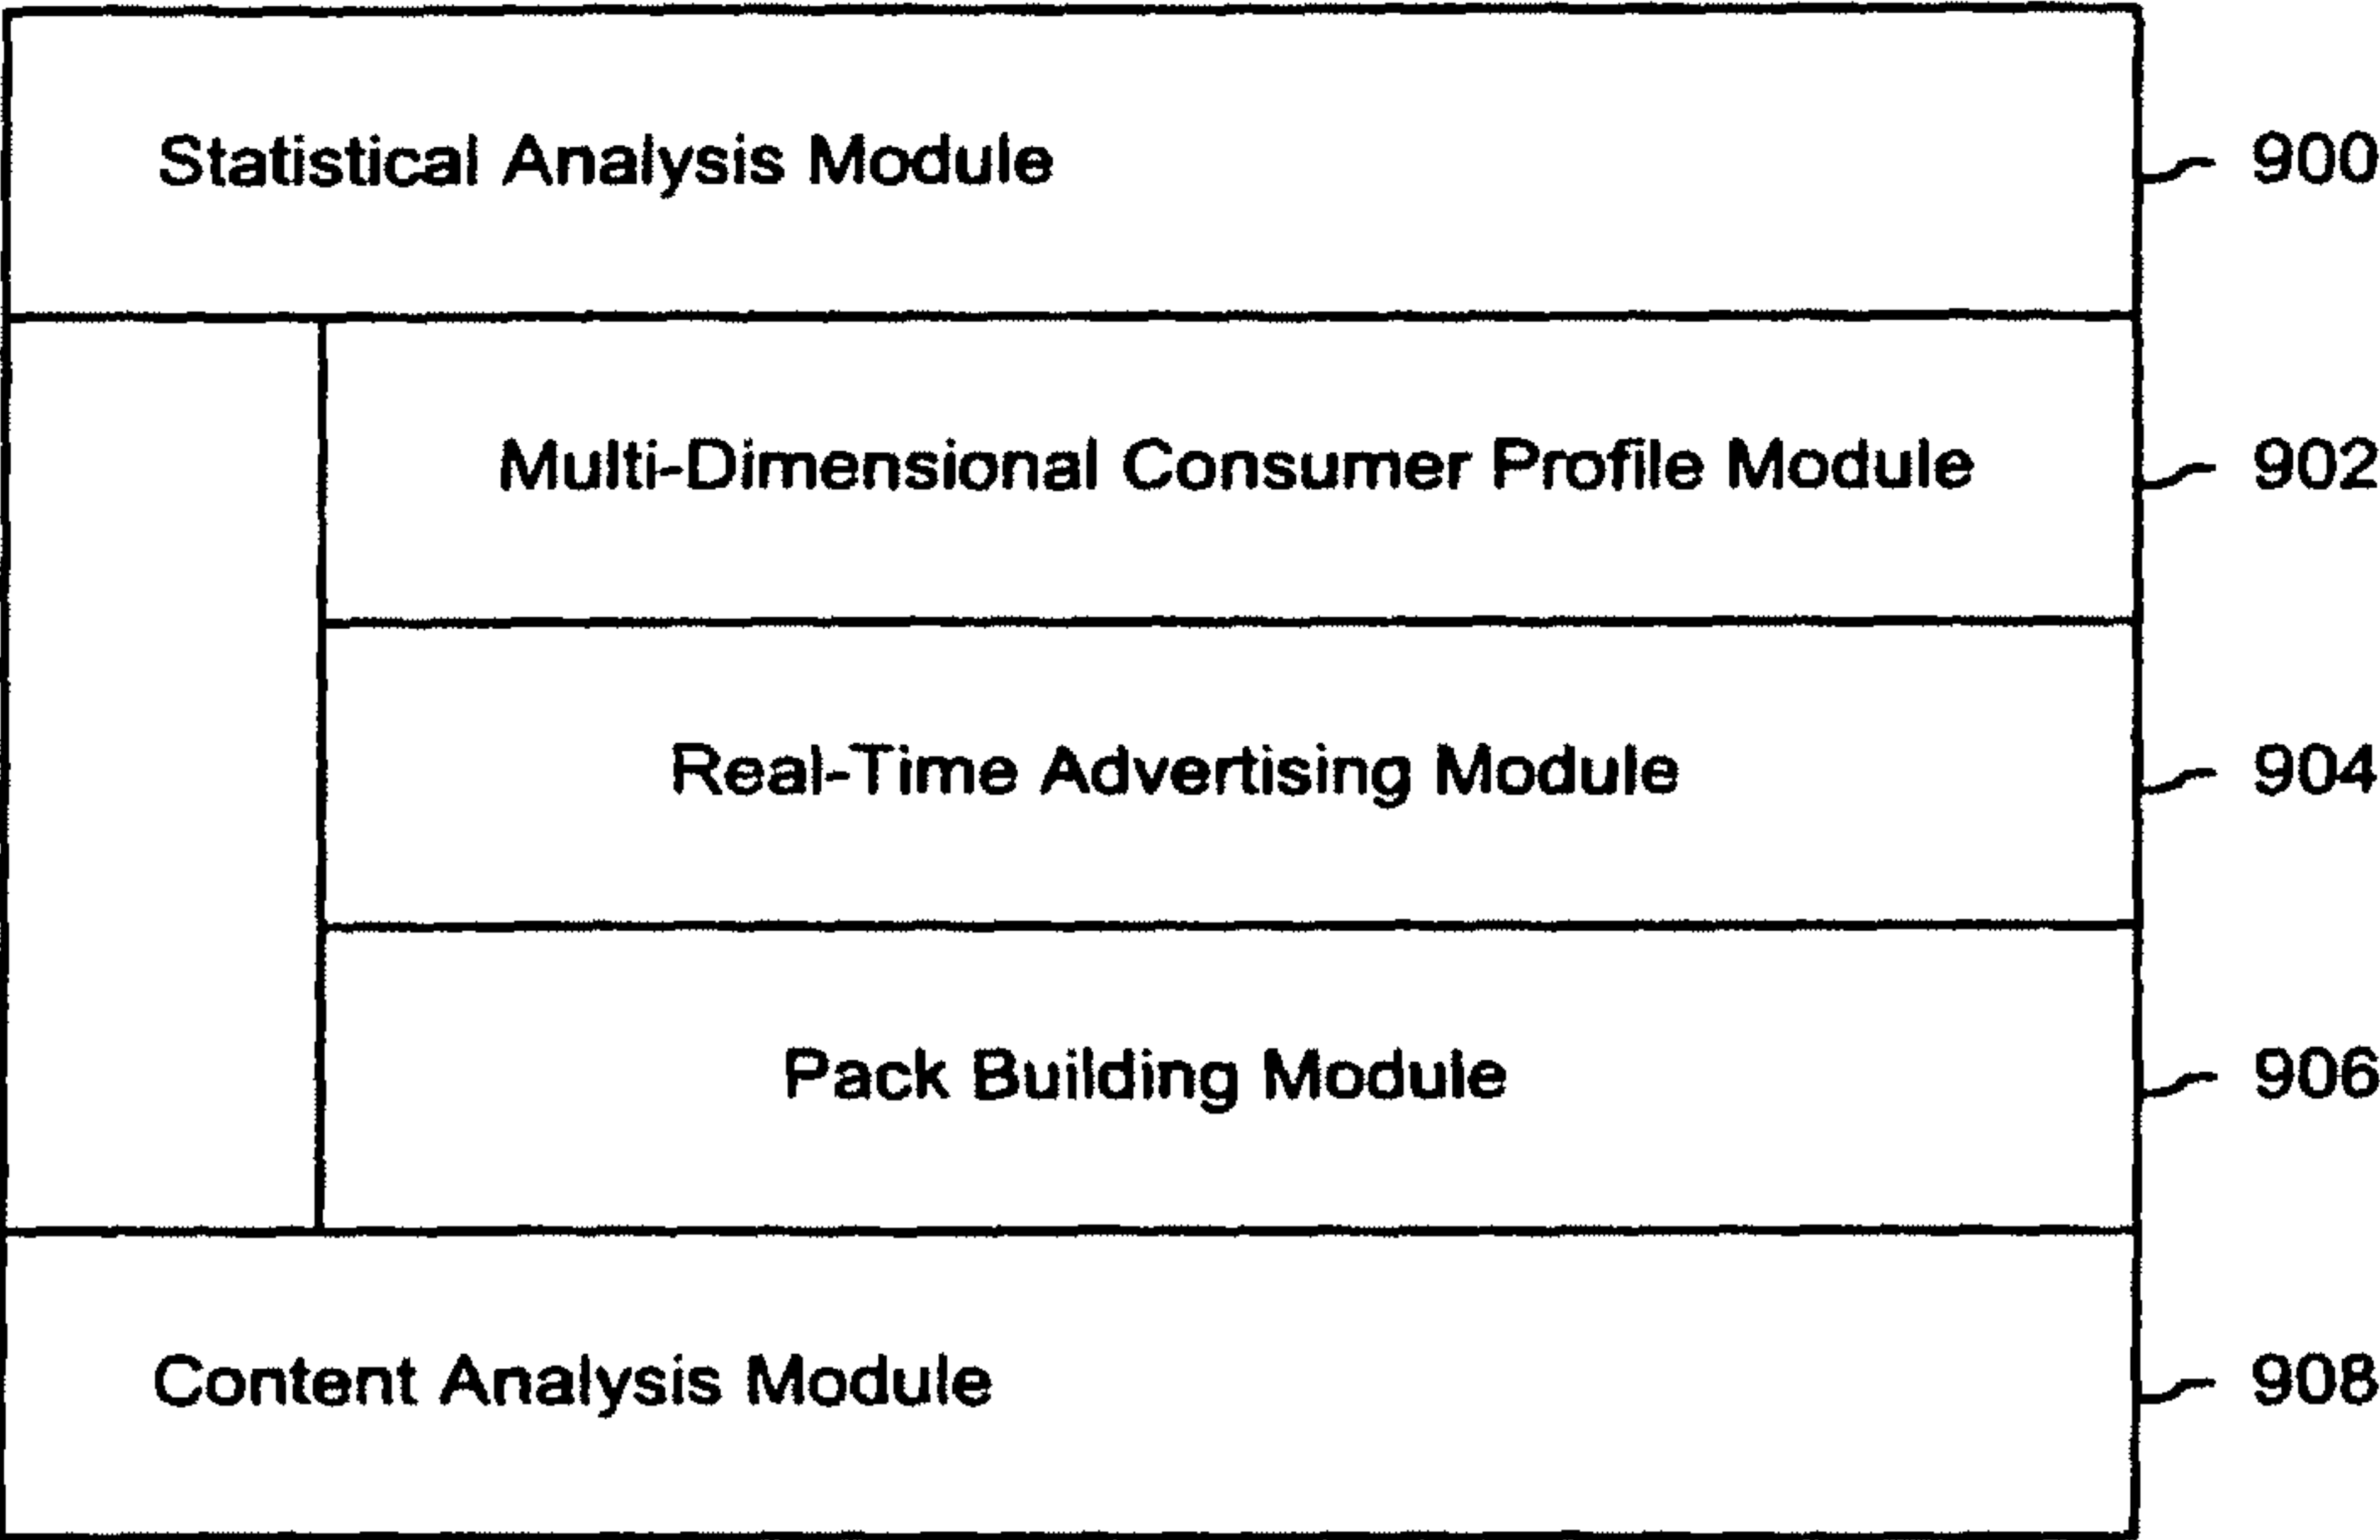 Statistical Analysis Module 900
Multi-Dimensional Consumer Profile Module 902
Real-Time Advertising Module 904
Pack Building Module 906
Content Analysis Module 908